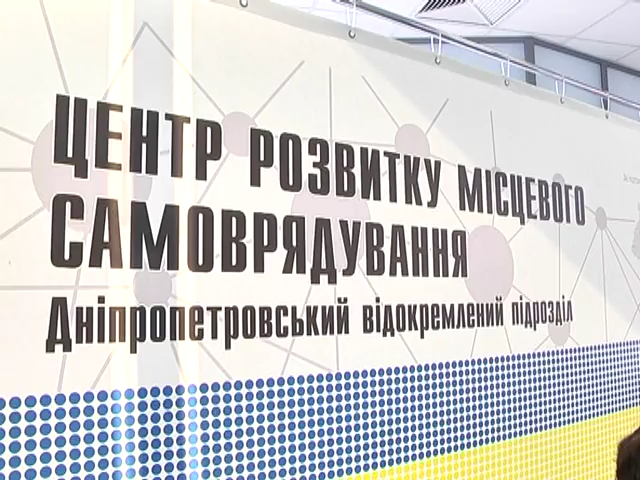 ЦЕНТР РОЗВИТКУ МІСЦЕВОГО
САМОВРЯДУВАННЯ
Дніпропетровський відокремлений підрозділ